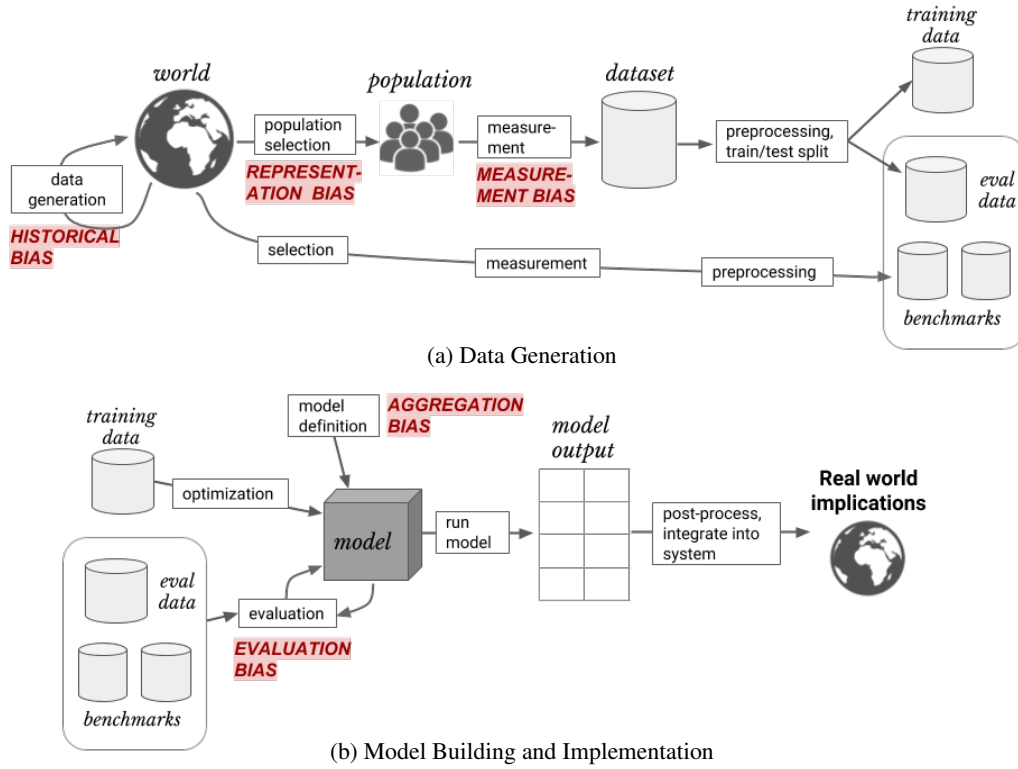 training
data
world
population
dataset
population
selection
measure-
ment
preprocessing,
train/test split
REPRESENT-
ATION BIAS
MEASURE-
MENT BIAS
data
generation
eval
data
HISTORICAL
BIAS
selection
measurement
preprocessing
benchmarks
(a) Data Generation
training
data
model
definition
AGGREGATION
BIAS
model
output
optimization
Real world
implications
model
run
model
post-process,
integrate into
system
eval
data
evaluation
EVALUATION
BIAS
benchmarks
(b) Model Building and Implementation